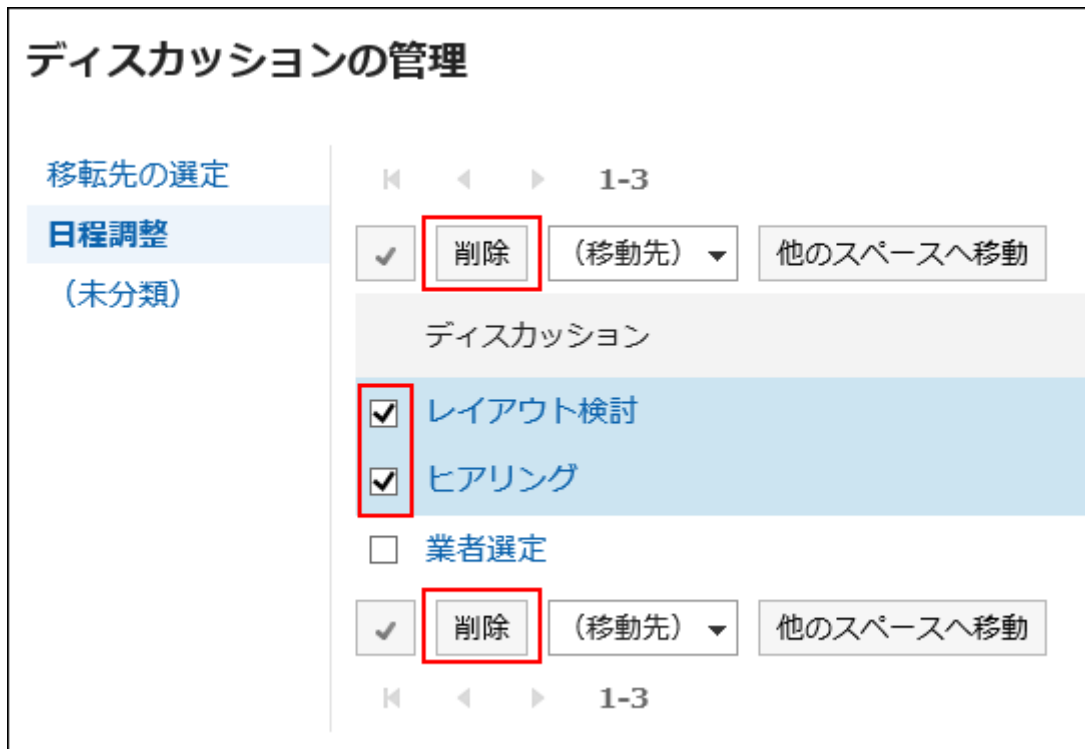 ディスカッションの管理
移転先の選定
日程調整
（未分類）
1-3
削除 （移動先） 他のスペースへ移動
ディスカッション
レイアウト検討
ヒアリング
業者選定
削除 （移動先） 他のスペースへ移動
1-3